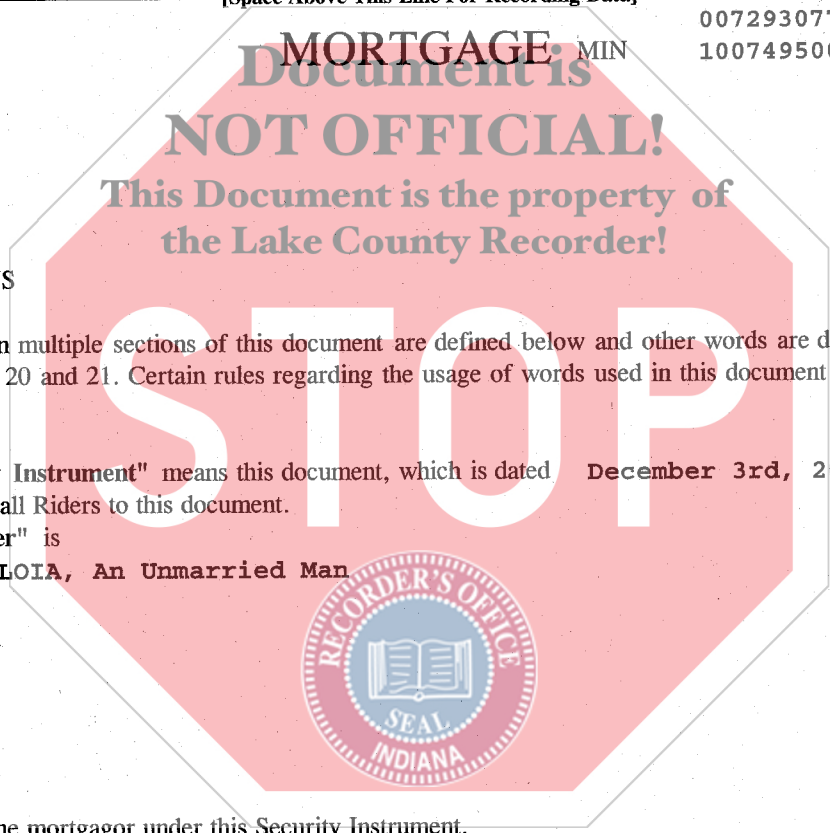 [Space Above This Line For Recording Data]
007293077
MORTGAGE MIN 100749500
Document is
NOT OFFICIAL!
This Document is the property of
the Lake County Recorder!
S
n multiple sections of this document are defined below and other words are d
20 and 21. Certain rules regarding the usage of words used in this document
STOP
Instrument" means this document, which is dated December 3rd, 2
all Riders to this document.
er" is
LOIA, An Unmarried Man
RECORDER'S OFFICE
SEAL
INDIANA
he mortgagor under this Security Instrument.